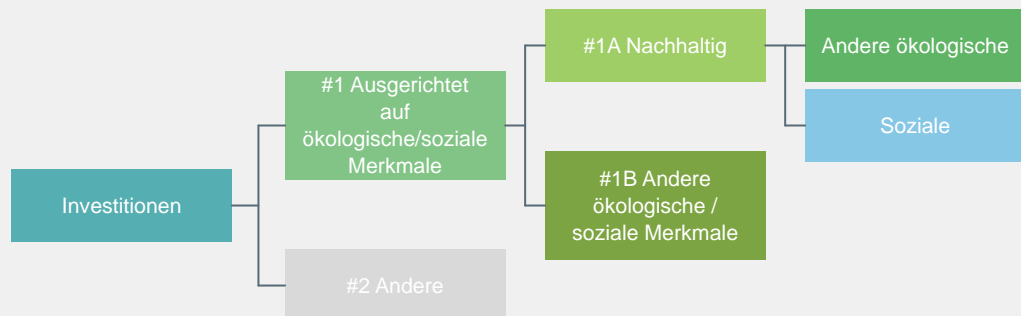 Investitionen
#1 Ausgerichtet
auf
ökologische/soziale
Merkmale
#2 Andere
#1A Nachhaltig
#1B Andere
ökologische /
soziale Merkmale
Andere ökologische
Soziale